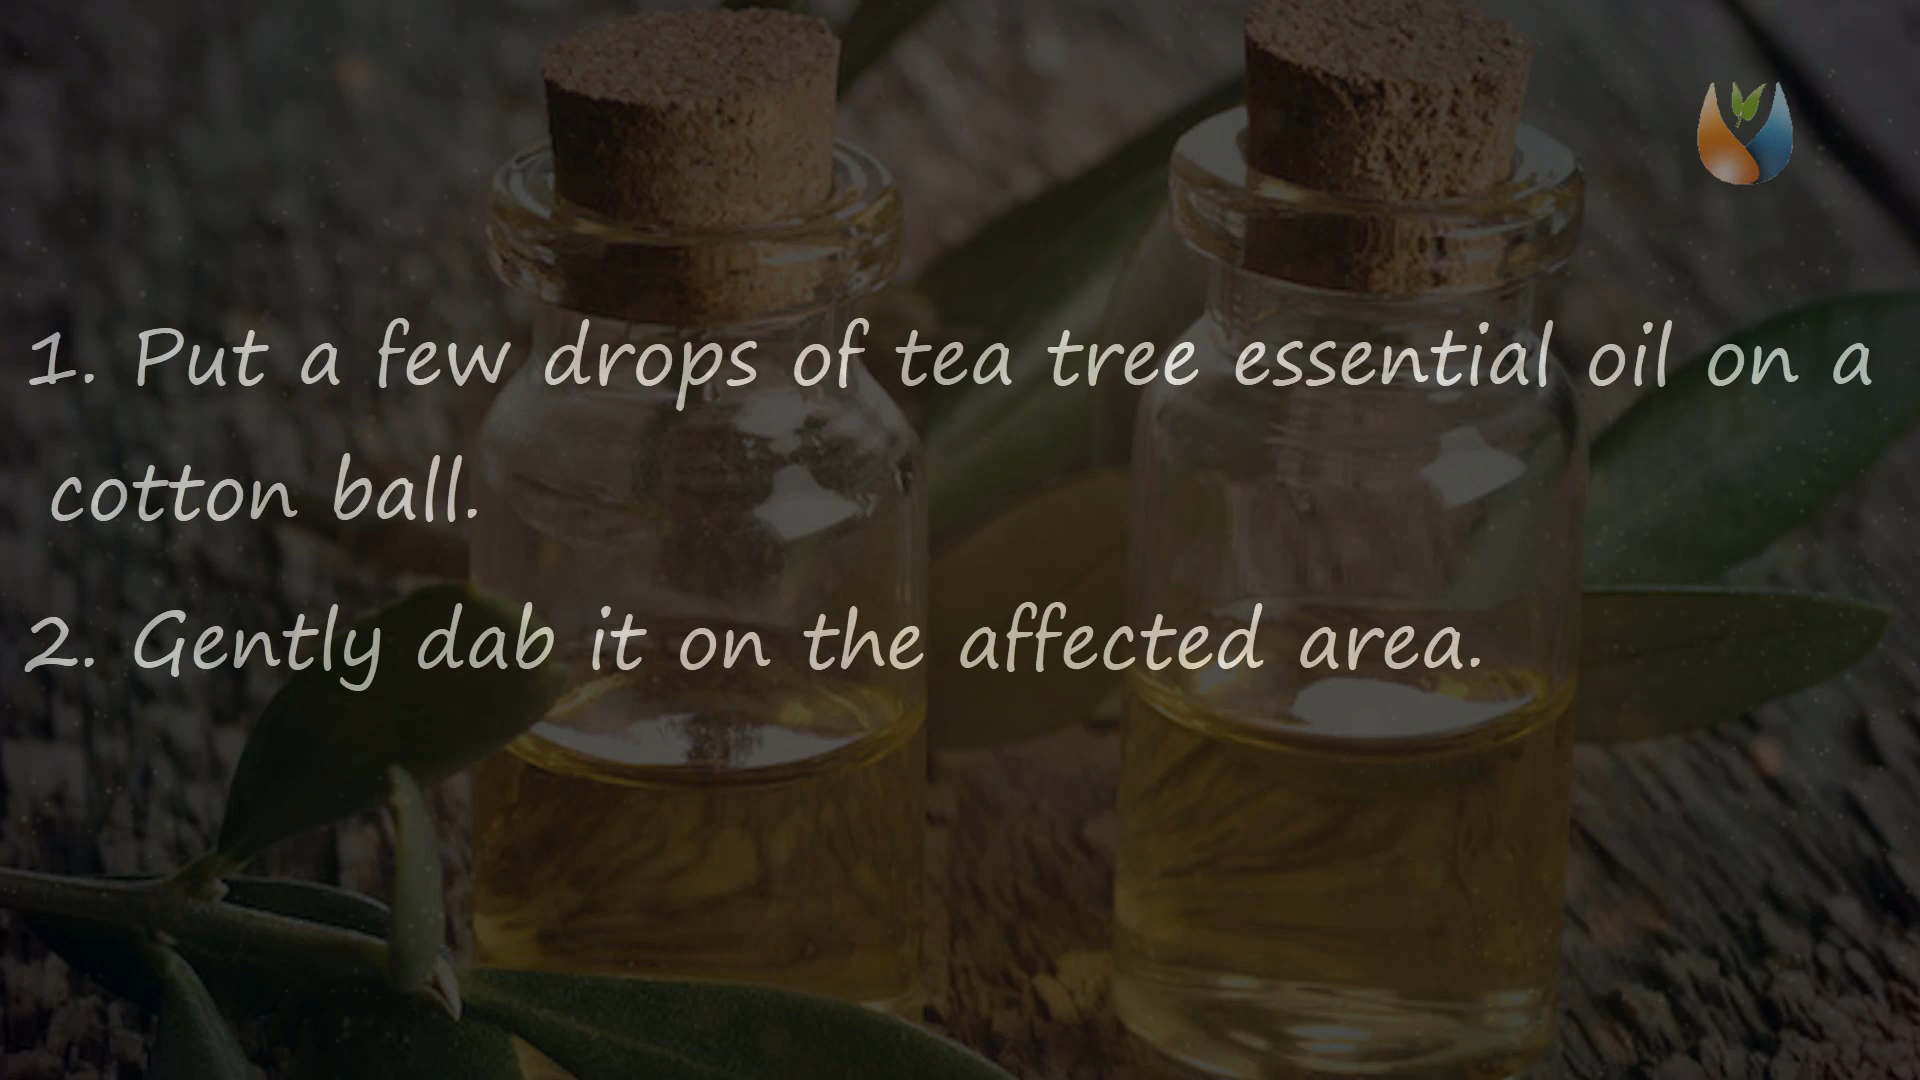 1. Put a few drops of tea tree essential oil on a
cotton ball.
2. Gently dab it on the affected area.